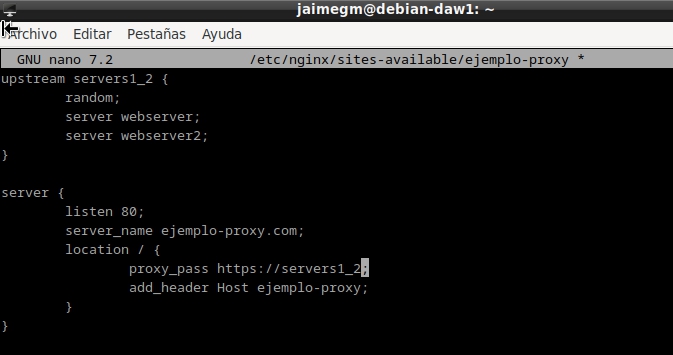 jaimegm@debian-daw1: ~
Archivo Editar Pestañas Ayuda
GNU nano 7.2 /etc/nginx/sites-available/ejemplo-proxy *
upstream servers1_2 {
        random;
        server webserver;
        server webserver2;
}

server {
        listen 80;
        server_name ejemplo-proxy.com;
        location / {
                proxy_pass https://servers1_2;
                add_header Host ejemplo-proxy;
        }
}